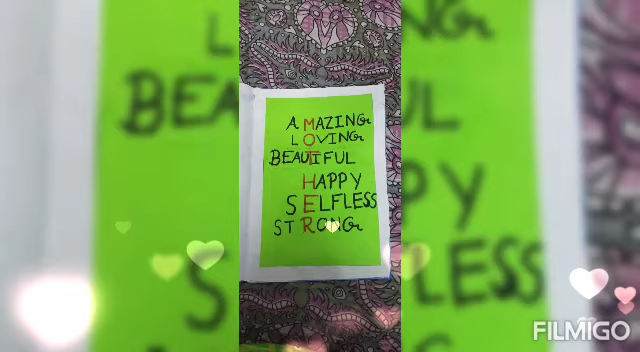 AMAZING
LOVING
BEAUTIFUL
HAPPY
SELFLESS
STRONG
FILMIGO